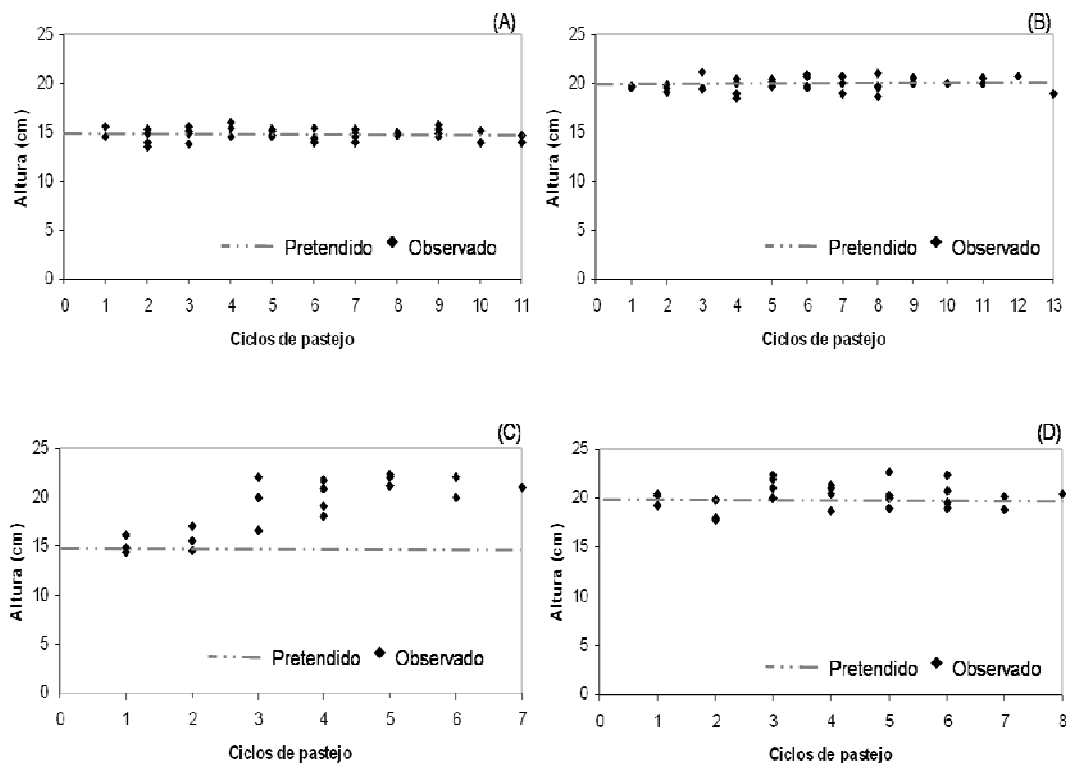 (A)
25
20
15
10
5
0
Altura (cm)
Pretendido Observado
0 1 2 3 4 5 6 7 8 9 10 11
Ciclos de pastejo
(B)
25
20
15
10
5
0
Altura (cm)
Pretendido Observado
0 1 2 3 4 5 6 7 8 9 10 11 12 13
Ciclos de pastejo
(C)
25
20
15
10
5
0
Altura (cm)
Pretendido Observado
0 1 2 3 4 5 6 7
Ciclos de pastejo
(D)
25
20
15
10
5
0
Altura (cm)
Pretendido Observado
0 1 2 3 4 5 6 7 8
Ciclos de pastejo